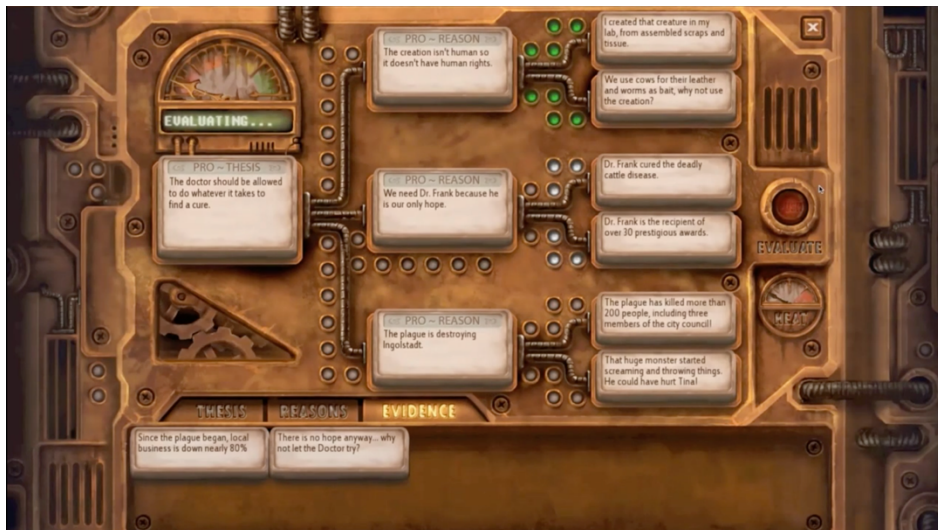 EVALUATING...
PRO ~ THESIS
The doctor should be allowed
to do whatever it takes to
find a cure.
PRO ~ REASON
The creation isn't human so
it doesn't have human rights.
I created that creature in my
lab, from assembled scraps and
tissue.
We use cows for their leather
and worms as bait, why not use
the creation?
PRO ~ REASON
We need Dr. Frank because he
is our only hope.
Dr. Frank cured the deadly
cattle disease.
Dr. Frank is the recipient of
over 30 prestigious awards.
PRO ~ REASON
The plague is destroying
Ingolstadt.
The plague has killed more than
200 people, including three
members of the city council!
That huge monster started
screaming and throwing things.
He could have hurt Tina!
X
EVALUATE
HEAT
THESIS
REASONS
EVIDENCE
Since the plague began, local
business is down nearly 80%
There is no hope anyway... why
not let the Doctor try?